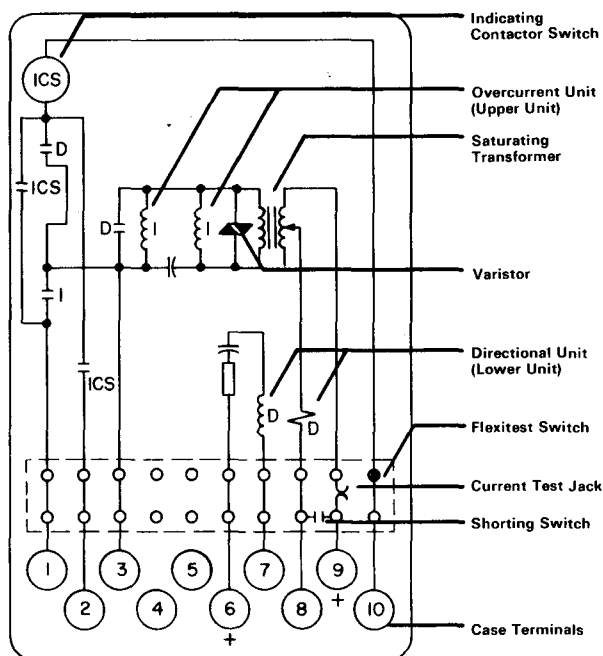 Indicating
Contactor Switch
ICS
Overcurrent Unit
(Upper Unit)
Saturating
Transformer
D
ICS
D
I
I
Varistor
I
ICS
Directional Unit
(Lower Unit)
D
D
Flexitest Switch
Current Test Jack
Shorting Switch
1
3
5
7
9
+
2
4
6
+
8
10
Case Terminals